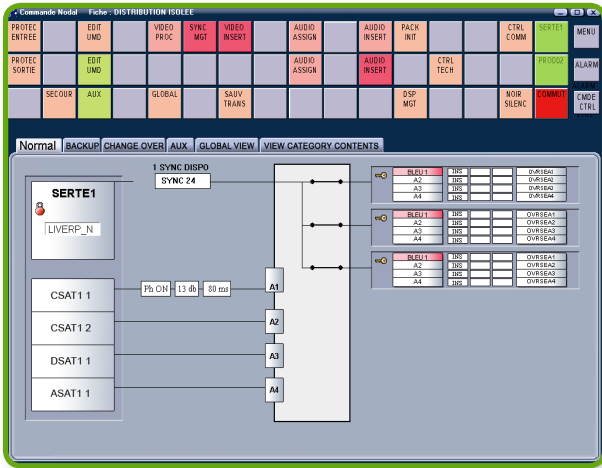 Commande Nodal Fiche : DISTRIBUTION ISOLEE
PROTEC ENTREE EDIT UMD VIDEO PROC SYNC MGT VIDEO INSERT AUDIO ASSIGN AUDIO INSERT PACK INIT CTRL COMM SERTE1 MENU
PROTEC SORTIE EDIT UMD AUDIO ASSIGN AUDIO INSERT CTRL TECH PROD02 ALARM
SECOUR AUX GLOBAL SAUV TRANS DSP MGT NOIR SILENC COMMUT CMDE CTRL
Normal BACKUP CHANGE OVER AUX GLOBAL VIEW VIEW CATEGORY CONTENTS
1 SYNC DISPO
SYNC 24
SERTE1
LIVERP_N
BLEU1 INS OVRSEA1
A2 INS OVRSEA2
A3 INS OVRSEA3
A4 INS OVRSEA4
BLEU1 INS OVRSEA1
A2 INS OVRSEA2
A3 INS OVRSEA3
A4 INS OVRSEA4
BLEU1 INS OVRSEA1
A2 INS OVRSEA2
A3 INS OVRSEA3
A4 INS OVRSEA4
CSAT1 1 Ph ON 13 db 80 ms A1
CSAT1 2 A2
DSAT1 1 A3
ASAT1 1 A4